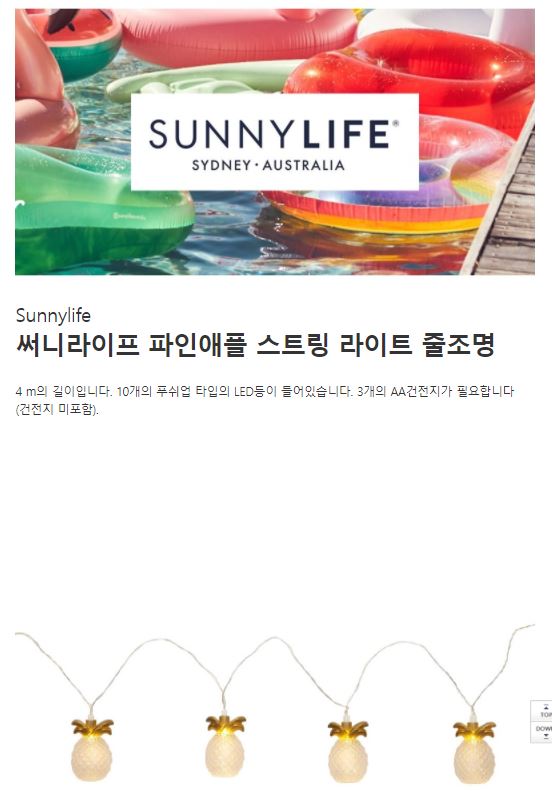 SUNNYLIFE®
SYDNEY · AUSTRALIA
Sunnylife
써니라이프 파인애플 스트링 라이트 줄조명
4 m의 길이입니다. 10개의 푸쉬업 타입의 LED등이 들어있습니다. 3개의 AA건전지가 필요합니다
(건전지 미포함).
TOP
DOWN